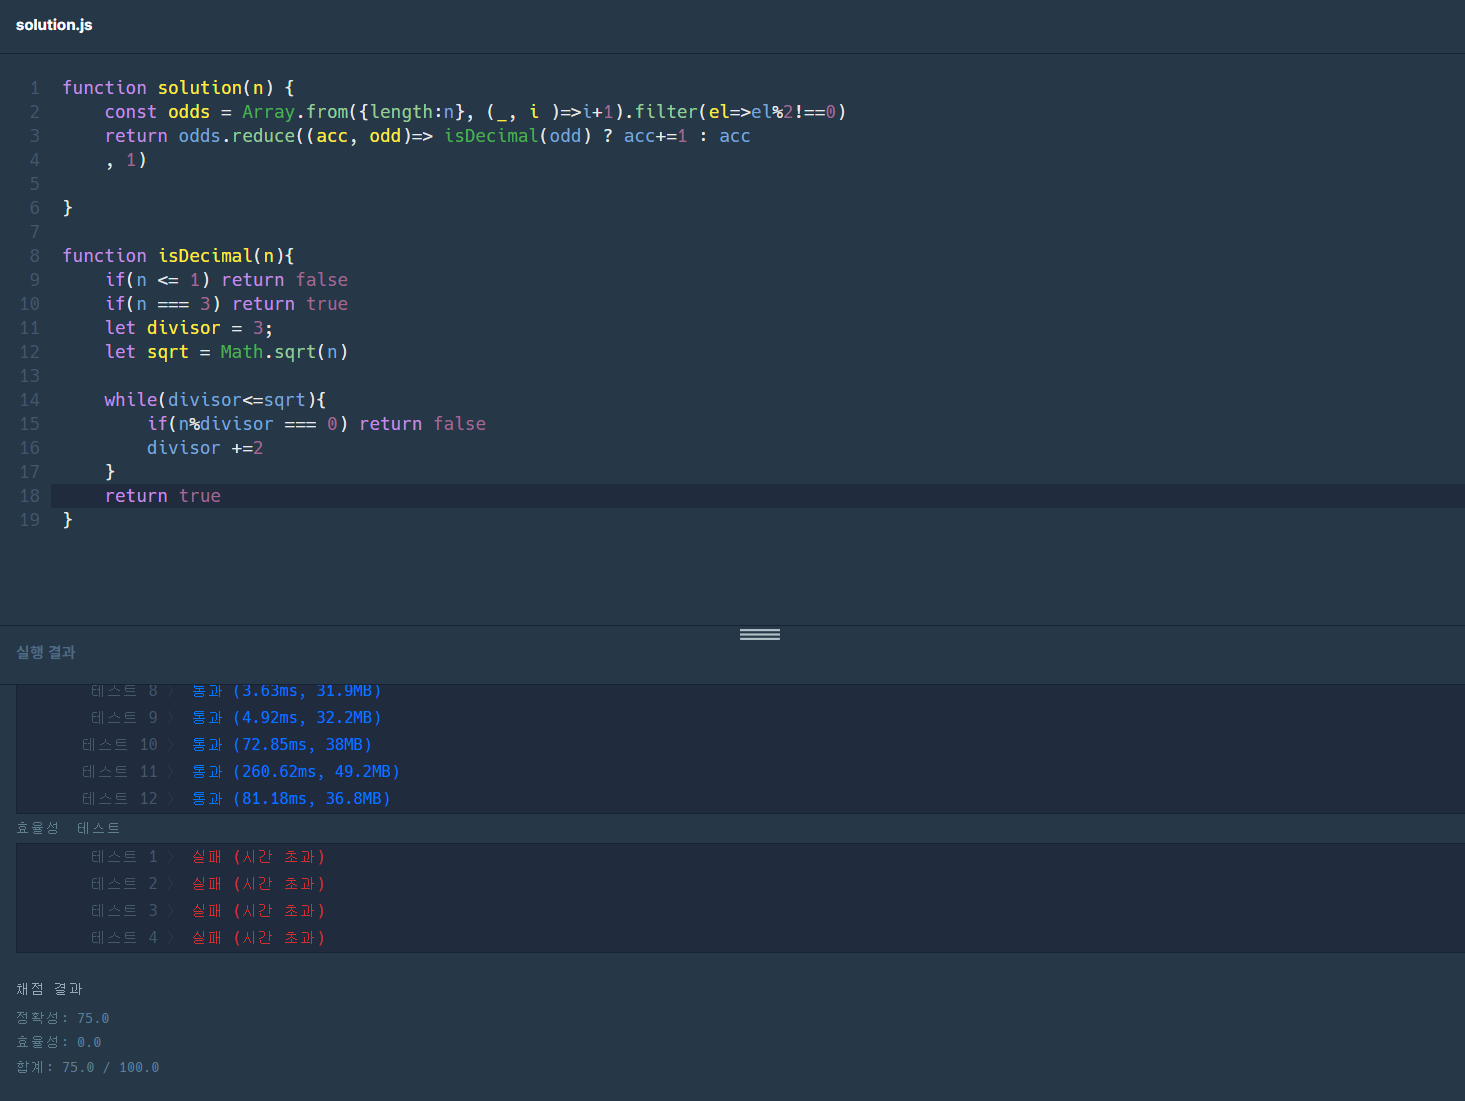 solution.js
1 function solution(n) {
2 const odds = Array.from({length:n}, (_, i )=>i+1).filter(el=>el%2!==0)
3 return odds.reduce((acc, odd)=> isDecimal(odd) ? acc+=1 : acc
4 , 1)
5
6 }
7
8 function isDecimal(n){
9 if(n <= 1) return false
10 if(n === 3) return true
11 let divisor = 3;
12 let sqrt = Math.sqrt(n)
13
14 while(divisor<=sqrt){
15 if(n%divisor === 0) return false
16 divisor +=2
17 }
18 return true
19 }
실행 결과
테스트 8 〉 통과 (3.63ms, 31.9MB)
테스트 9 〉 통과 (4.92ms, 32.2MB)
테스트 10 〉 통과 (72.85ms, 38MB)
테스트 11 〉 통과 (260.62ms, 49.2MB)
테스트 12 〉 통과 (81.18ms, 36.8MB)
효율성 테스트
테스트 1 〉 실패 (시간 초과)
테스트 2 〉 실패 (시간 초과)
테스트 3 〉 실패 (시간 초과)
테스트 4 〉 실패 (시간 초과)
채점 결과
정확성: 75.0
효율성: 0.0
합계: 75.0 / 100.0